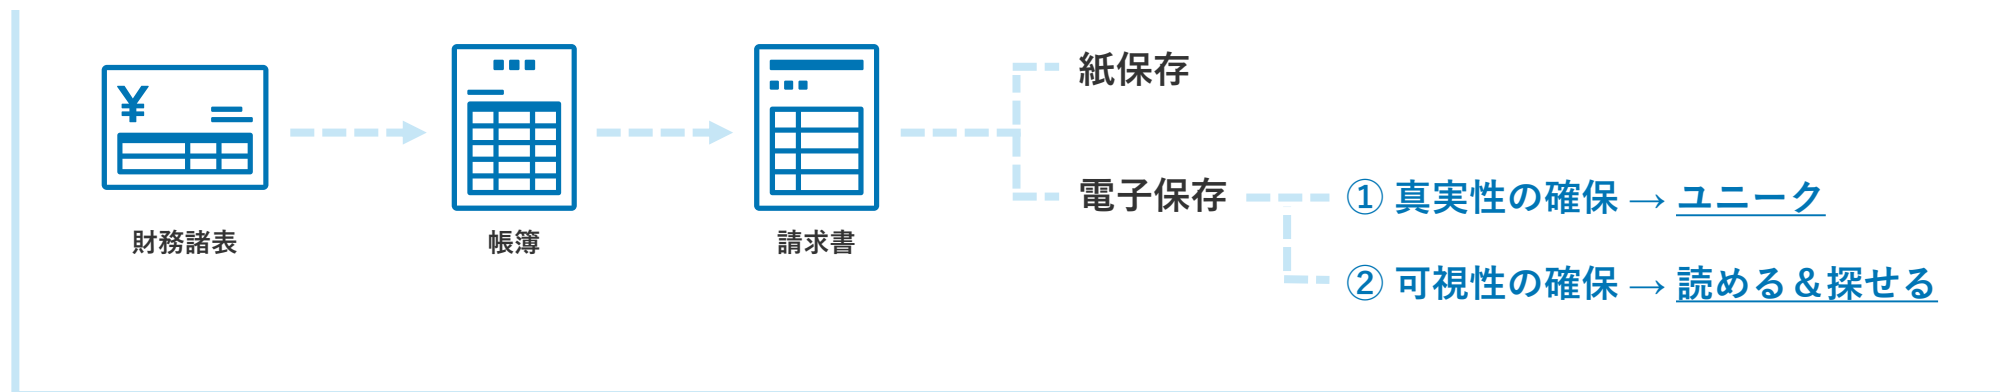 ¥
財務諸表
帳簿
請求書
紙保存
電子保存
① 真実性の確保 → ユニーク
② 可視性の確保 → 読める＆探せる